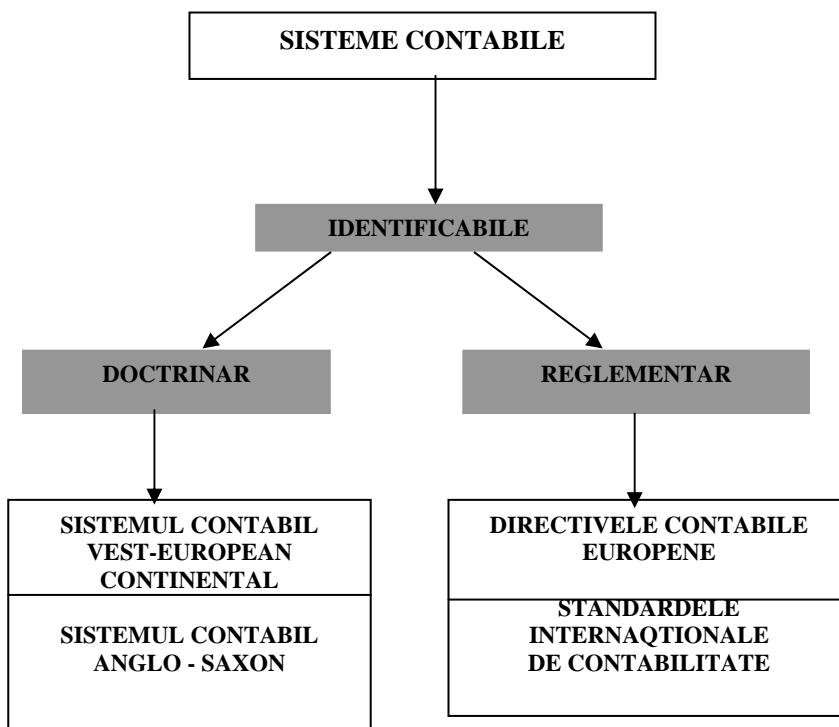 SISTEME CONTABILE
IDENTIFICABILE
DOCTRINAR
REGLEMENTAR
SISTEMUL CONTABIL
VEST-EUROPEAN
CONTINENTAL
SISTEMUL CONTABIL
ANGLO - SAXON
DIRECTIVELE CONTABILE
EUROPENE
STANDARDELE
INTERNAQTIONALE
DE CONTABILITATE